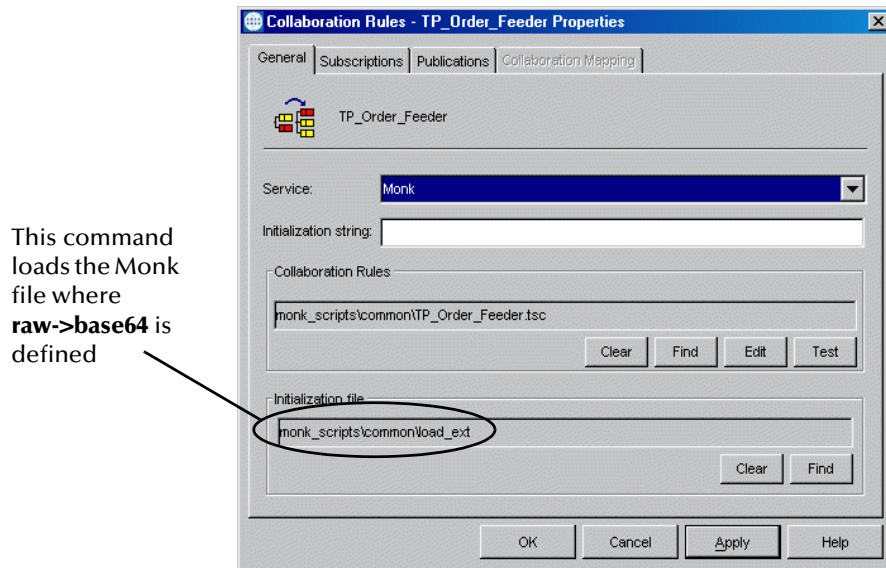 Collaboration Rules - TP_Order_Feeder Properties
General Subscriptions Publications Collaboration Mapping
TP_Order_Feeder
Service: Monk
Initialization string:
Collaboration Rules
monk_scripts\common\TP_Order_Feeder.tsc
Clear Find Edit Test
Initialization file
monk_scripts\common\load_ext
Clear Find
OK Cancel Apply Help
This command
loads the Monk
file where
raw->base64 is
defined